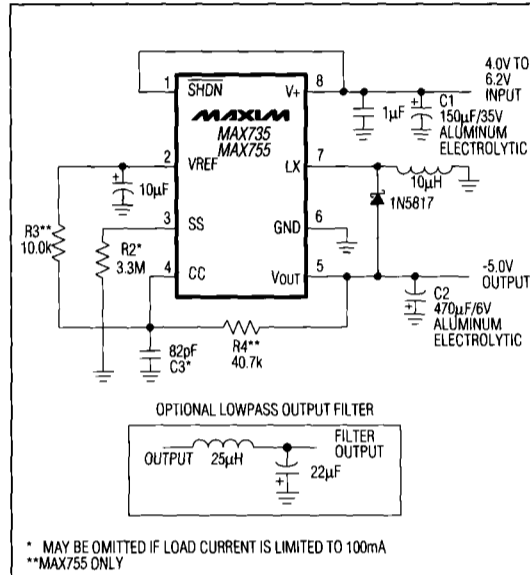 1
SHDN
8
V+
4.0V TO
6.2V
INPUT
MAXIM
MAX735
MAX755
1µF
C1
150µF/35V
ALUMINUM
ELECTROLYTIC
2
VREF
7
LX
10µF
10µH
1N5817
R3**
10.0k
3
SS
6
GND
R2*
3.3M
4
CC
5
VOUT
-5.0V
OUTPUT
C2
470µF/6V
ALUMINUM
ELECTROLYTIC
82pF
C3*
R4**
40.7k
OPTIONAL LOWPASS OUTPUT FILTER
OUTPUT
25µH
FILTER
OUTPUT
22µF
* MAY BE OMITTED IF LOAD CURRENT IS LIMITED TO 100mA
**MAX755 ONLY